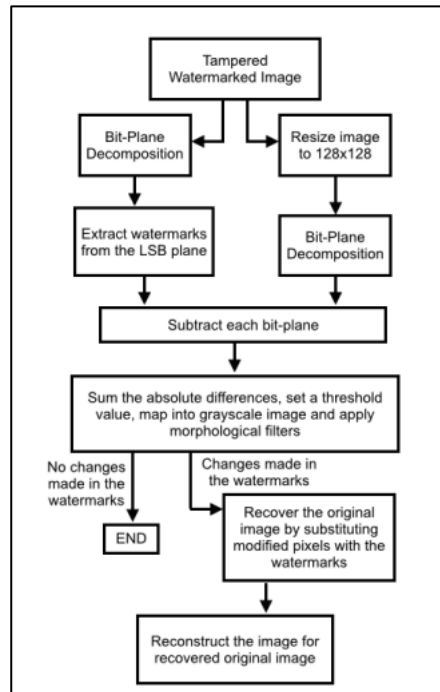 Tampered
Watermarked Image
Bit-Plane
Decomposition
Resize image
to 128x128
Extract watermarks
from the LSB plane
Bit-Plane
Decomposition
Subtract each bit-plane
Sum the absolute differences, set a threshold
value, map into grayscale image and apply
morphological filters
No changes
made in the
watermarks
Changes made in
the watermarks
END
Recover the original
image by substituting
modified pixels with the
watermarks
Reconstruct the image for
recovered original image